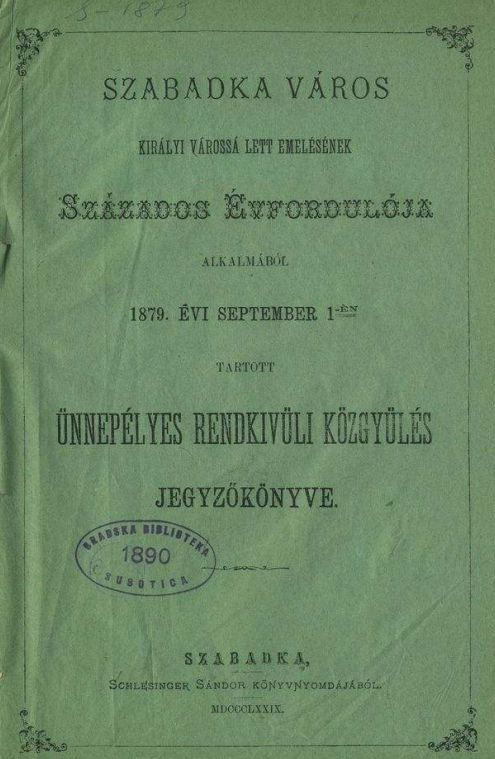 S-1879
SZABADKA VÁROS
KIRÁLYI VÁROSSÁ LETT EMELÉSÉNEK
SZÁZADOS ÉVFORDULÓJA
ALKALMÁBÓL
1879. ÉVI SEPTEMBER 1-ÉN
TARTOTT
ÜNNEPÉLYES RENDKIVÜLI KÖZGYÜLÉS
JEGYZŐKÖNYVE.
GRADSKA BIBLIOTEKA
1890
SUBOTICA
SZABADKA,
SCHLESINGER SÁNDOR KÖNYVNYOMDÁJÁBÓL.
MDCCCLXXIX.